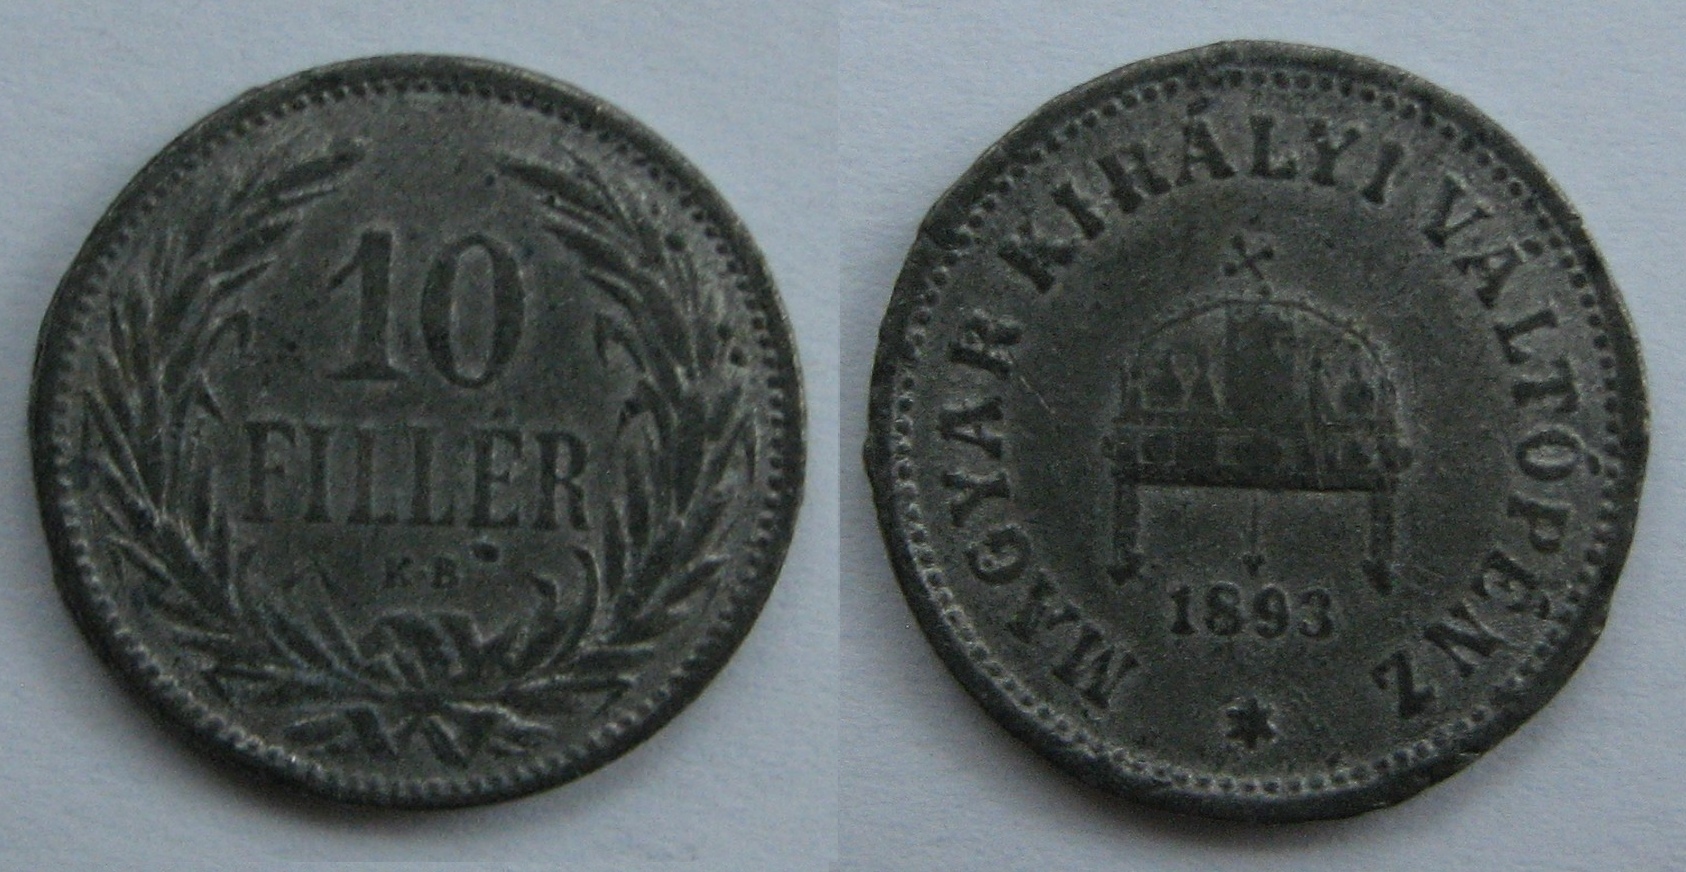 10
FILLÉR
K·B
MAGYAR KIRÁLYI VÁLTÓPÉNZ
1893